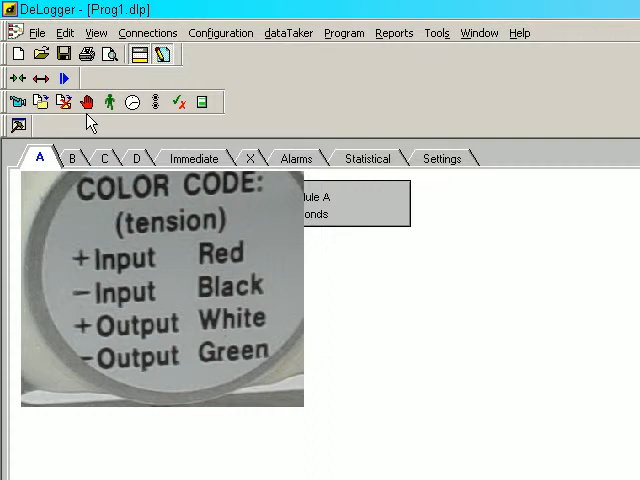 DeLogger - [Prog1.dlp]
File Edit View Connections Configuration dataTaker Program Reports Tools Window Help
A B C D Immediate X Alarms Statistical Settings
COLOR CODE:
(tension)
+Input Red
-Input Black
+Output White
-Output Green
dule A
onds